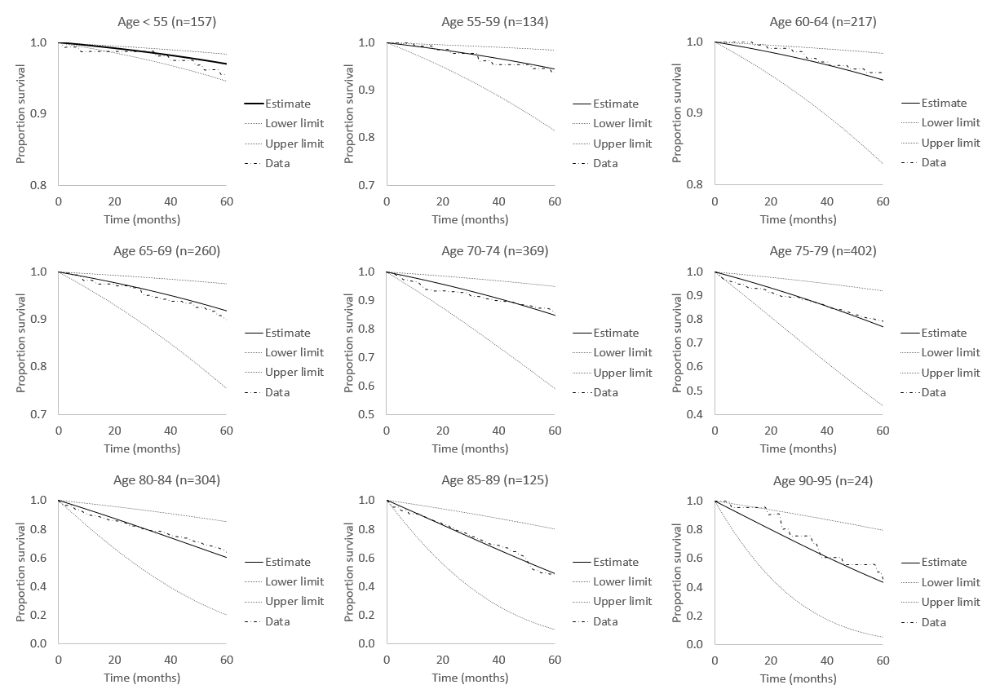 Age < 55 (n=157)
Proportion survival
1.0
0.9
0.8
0 20 40 60
Time (months)
Estimate
Lower limit
Upper limit
Data
Age 55-59 (n=134)
Proportion survival
1.0
0.9
0.8
0.7
0 20 40 60
Time (months)
Estimate
Lower limit
Upper limit
Data
Age 60-64 (n=217)
Proportion survival
1.0
0.9
0.8
0 20 40 60
Time (months)
Estimate
Lower limit
Upper limit
Data
Age 65-69 (n=260)
Proportion survival
1.0
0.9
0.8
0.7
0 20 40 60
Time (months)
Estimate
Lower limit
Upper limit
Data
Age 70-74 (n=369)
Proportion survival
1.0
0.9
0.8
0.7
0.6
0.5
0 20 40 60
Time (months)
Estimate
Lower limit
Upper limit
Data
Age 75-79 (n=402)
Proportion survival
1.0
0.9
0.8
0.7
0.6
0.5
0.4
0 20 40 60
Time (months)
Estimate
Lower limit
Upper limit
Data
Age 80-84 (n=304)
Proportion survival
1.0
0.8
0.6
0.4
0.2
0.0
0 20 40 60
Time (months)
Estimate
Lower limit
Upper limit
Data
Age 85-89 (n=125)
Proportion survival
1.0
0.8
0.6
0.4
0.2
0.0
0 20 40 60
Time (months)
Estimate
Lower limit
Upper limit
Data
Age 90-95 (n=24)
Proportion survival
1.0
0.8
0.6
0.4
0.2
0.0
0 20 40 60
Time (months)
Estimate
Lower limit
Upper limit
Data